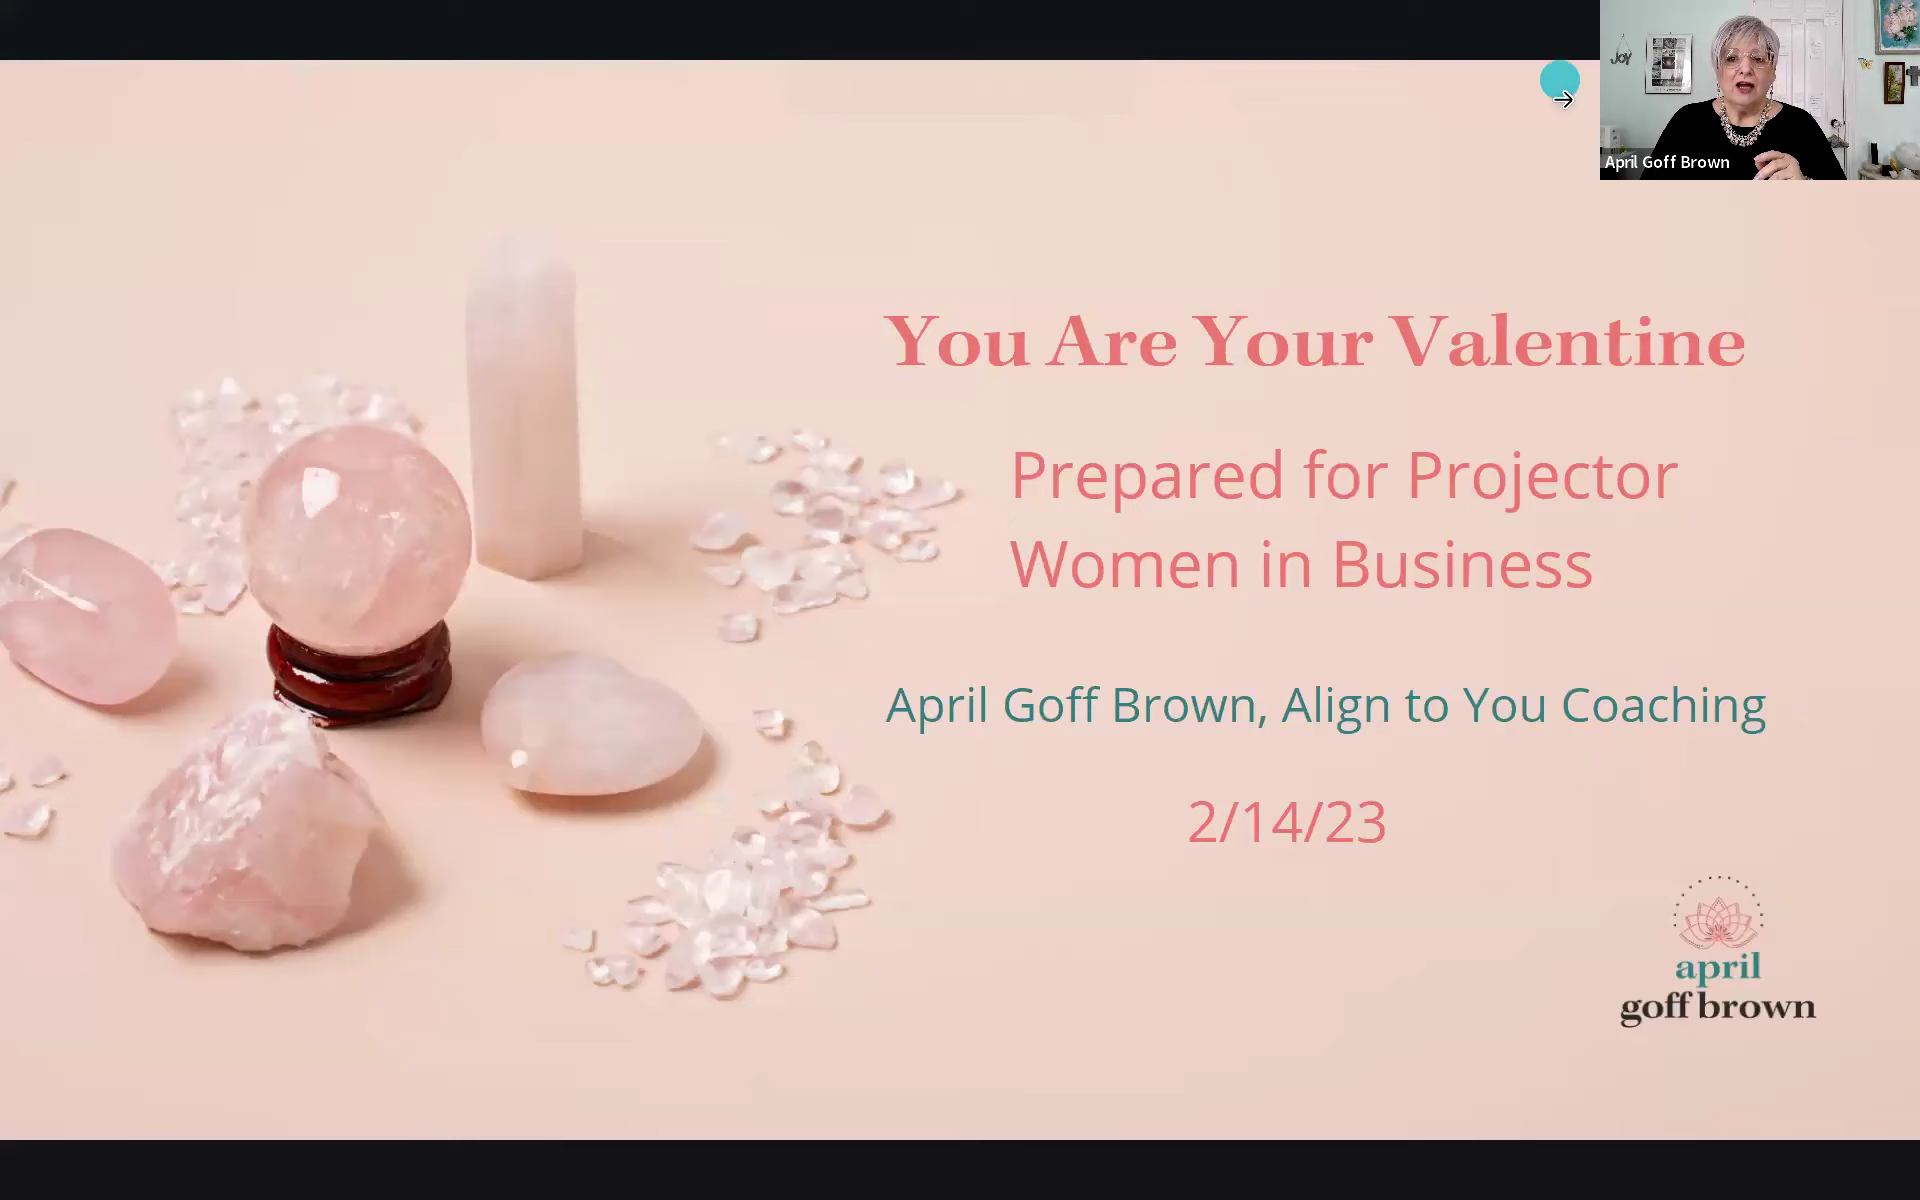 JOY
April Goff Brown
You Are Your Valentine
Prepared for Projector
Women in Business
April Goff Brown, Align to You Coaching
2/14/23
april
goff brown